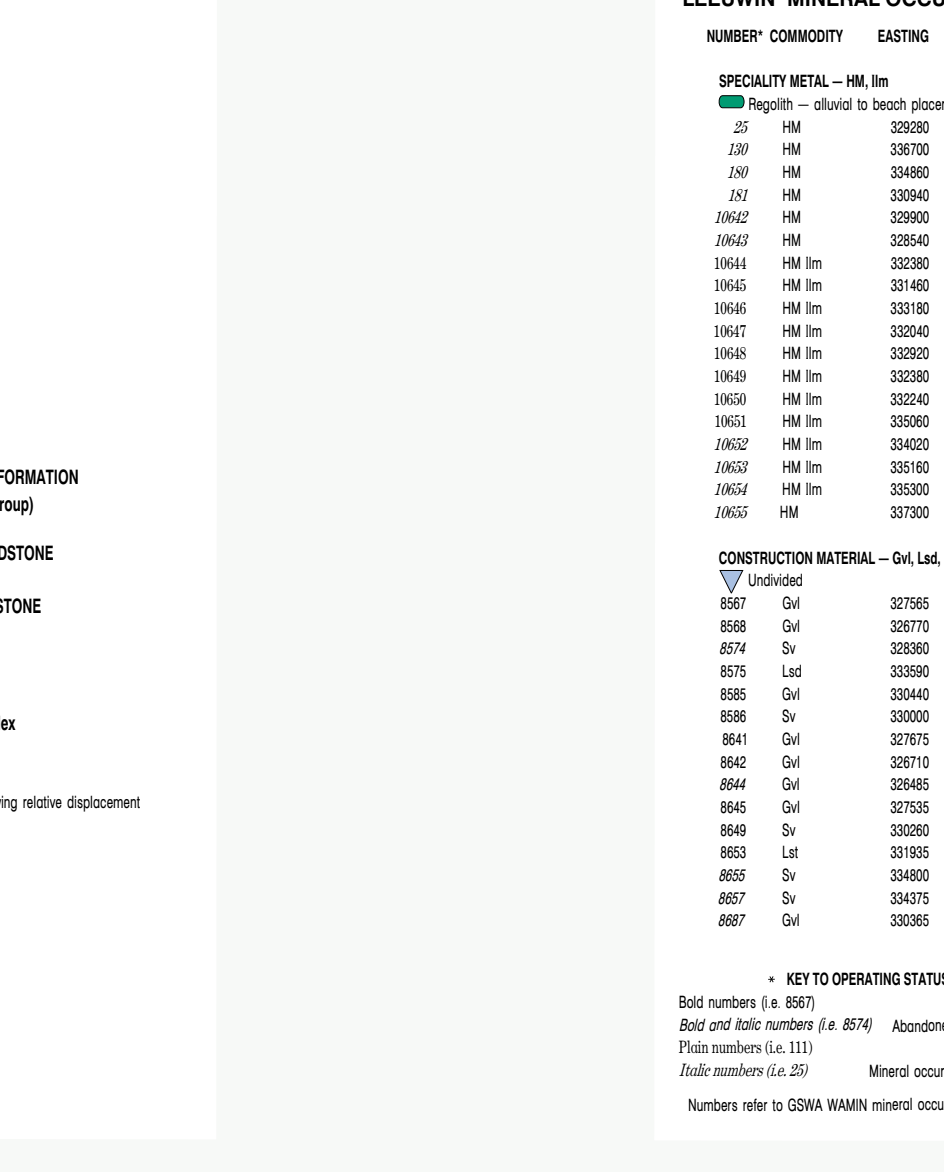 FORMATION
roup)
DSTONE
STONE
lex
ving relative displacement
LEEUWIN MINERAL OCCU
NUMBER* COMMODITY EASTING
SPECIALITY METAL — HM, Ilm
Regolith — alluvial to beach placer
25 HM 329280
130 HM 336700
180 HM 334860
181 HM 330940
10642 HM 329900
10643 HM 328540
10644 HM Ilm 332380
10645 HM Ilm 331460
10646 HM Ilm 333180
10647 HM Ilm 332040
10648 HM Ilm 332920
10649 HM Ilm 332380
10650 HM Ilm 332240
10651 HM Ilm 335060
10652 HM Ilm 334020
10653 HM Ilm 335160
10654 HM Ilm 335300
10655 HM 337300
CONSTRUCTION MATERIAL — Gvl, Lsd,
Undivided
8567 Gvl 327565
8568 Gvl 326770
8574 Sv 328360
8575 Lsd 333590
8585 Gvl 330440
8586 Sv 330000
8641 Gvl 327675
8642 Gvl 326710
8644 Gvl 326485
8645 Gvl 327535
8649 Sv 330260
8653 Lst 331935
8655 Sv 334800
8657 Sv 334375
8687 Gvl 330365
* KEY TO OPERATING STATUS
Bold numbers (i.e. 8567)
Bold and italic numbers (i.e. 8574) Abandone
Plain numbers (i.e. 111)
Italic numbers (i.e. 25) Mineral occur
Numbers refer to GSWA WAMIN mineral occu